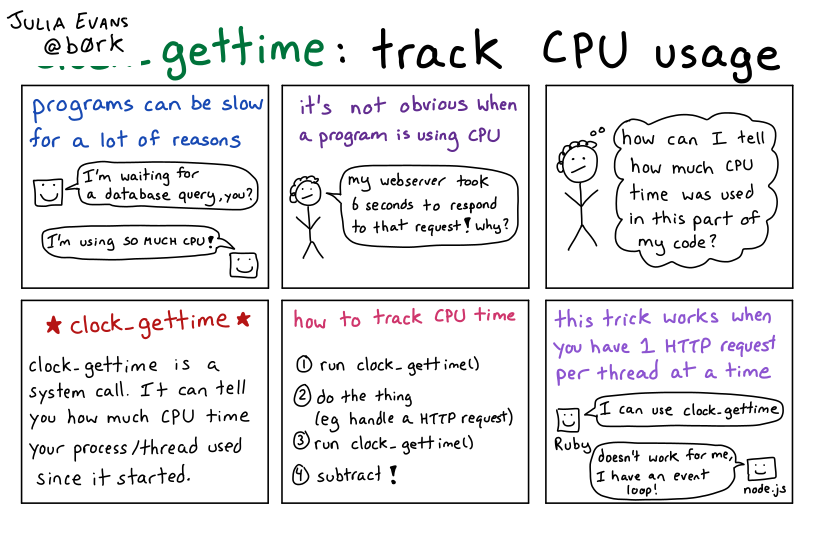 JULIA EVANS
@bØrk
clock_gettime: track CPU usage
programs can be slow
for a lot of reasons
I'm waiting for
a database query, you?
I'm using SO MUCH CPU!
it's not obvious when
a program is using CPU
my webserver took
6 seconds to respond
to that request! why?
how can I tell
how much CPU
time was used
in this part of
my code?
★ clock_gettime ★
clock_gettime is a
system call. It can tell
you how much CPU time
your process/thread used
since it started.
how to track CPU time
① run clock_gettime()
② do the thing
(eg handle a HTTP request)
③ run clock_gettime()
④ subtract!
this trick works when
you have 1 HTTP request
per thread at a time
I can use clock_gettime
Ruby
doesn't work for me,
I have an event
loop!
node.js